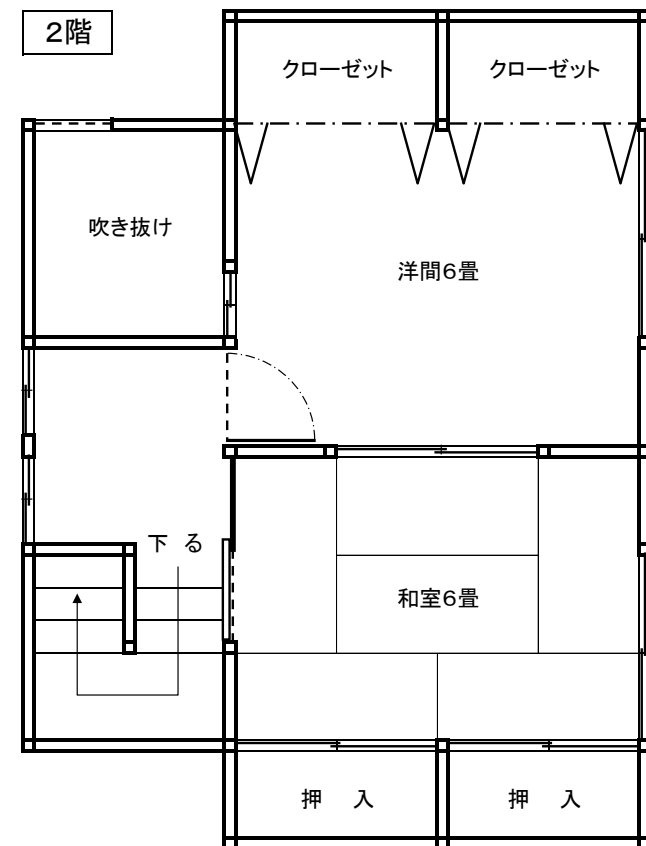 2階
クローゼット
クローゼット
吹き抜け
洋間6畳
下る
和室6畳
押入
押入